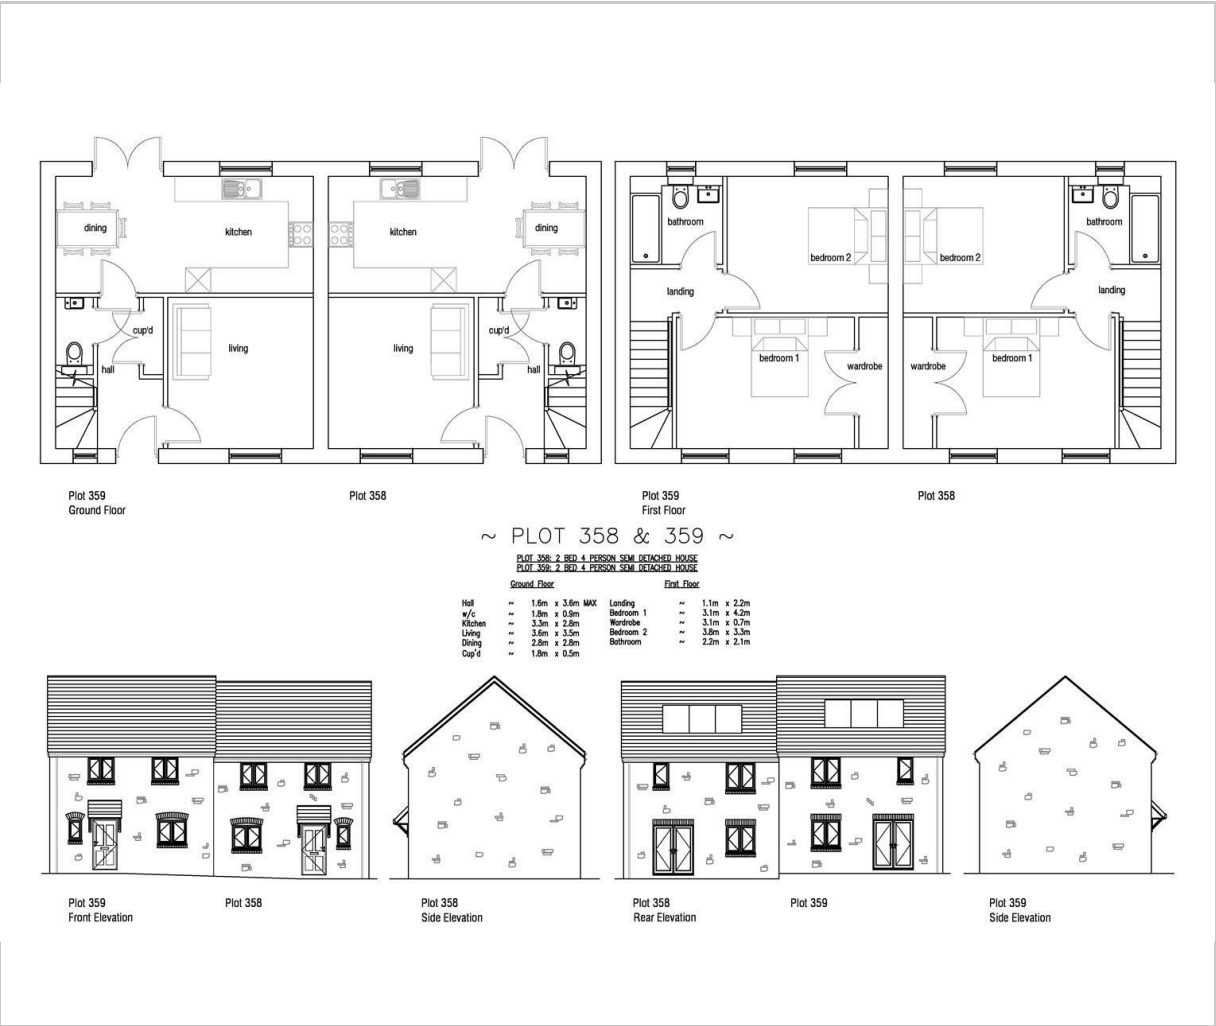 dining
kitchen
kitchen
dining
bathroom
bedroom 2
bedroom 2
bathroom
landing
landing
cup'd
living
hall
living
cup'd
hall
bedroom 1
wardrobe
wardrobe
bedroom 1
Plot 359
Ground Floor
Plot 358
Plot 359
First Floor
Plot 358
~ PLOT 358 & 359 ~
PLOT 358: 2 BED 4 PERSON SEMI DETACHED HOUSE
PLOT 359: 2 BED 4 PERSON SEMI DETACHED HOUSE
Ground Floor
Hall ~ 1.6m x 3.6m MAX
w/c ~ 1.8m x 0.9m
Kitchen ~ 3.3m x 2.8m
Living ~ 3.6m x 3.5m
Dining ~ 2.8m x 2.8m
Cup'd ~ 1.8m x 0.5m
First Floor
Landing ~ 1.1m x 2.2m
Bedroom 1 ~ 3.1m x 4.2m
Wardrobe ~ 3.1m x 0.7m
Bedroom 2 ~ 3.8m x 3.3m
Bathroom ~ 2.2m x 2.1m
Plot 359
Front Elevation
Plot 358
Plot 358
Side Elevation
Plot 358
Rear Elevation
Plot 359
Plot 359
Side Elevation